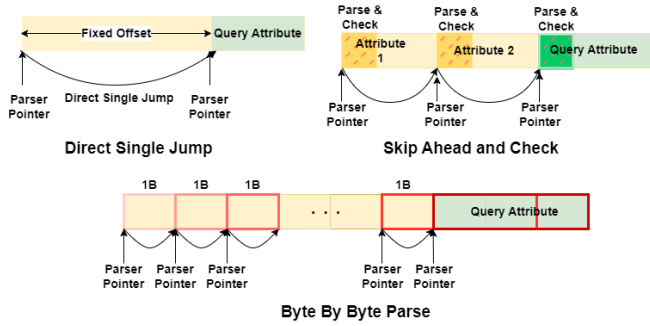 Fixed Offset
Query Attribute
Direct Single Jump
Parser
Pointer
Parser
Pointer
Direct Single Jump
Parse
& Check
Parse
& Check
Parse
& Check
Attribute
1
Attribute 2
Query Attribute
Parser
Pointer
Parser
Pointer
Parser
Pointer
Skip Ahead and Check
1B
1B
1B
1B
. . .
Query Attribute
Parser
Pointer
Parser
Pointer
Parser
Pointer
Parser
Pointer
Parser
Pointer
Byte By Byte Parse